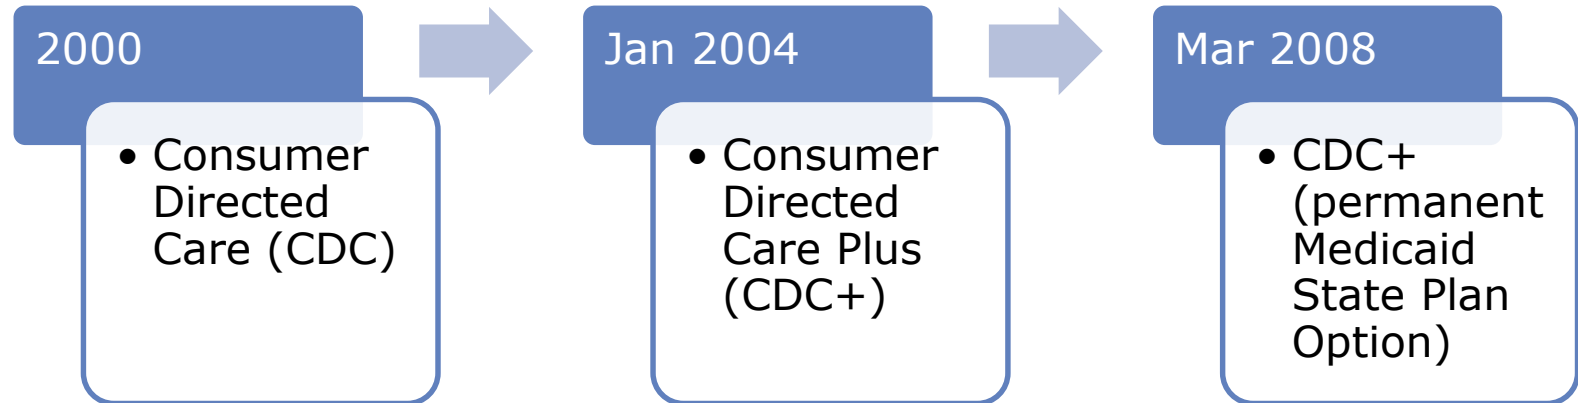 2000
• Consumer
Directed
Care (CDC)
Jan 2004
• Consumer
Directed
Care Plus
(CDC+)
Mar 2008
• CDC+
(permanent
Medicaid
State Plan
Option)